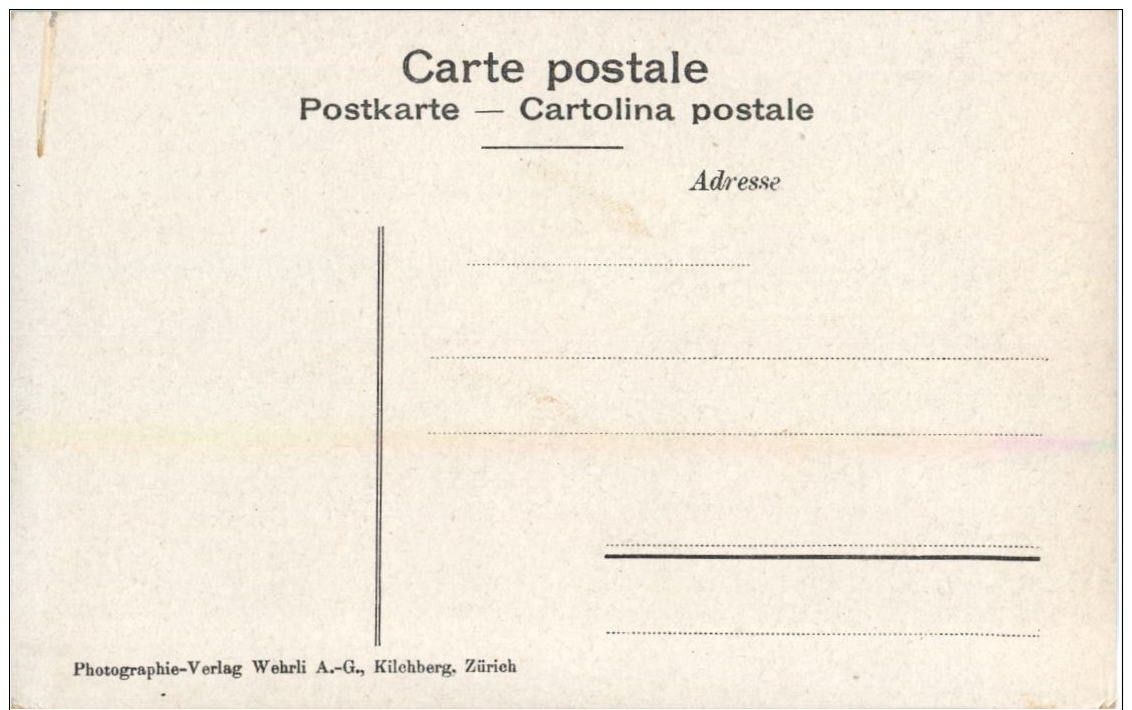 Carte postale
Postkarte — Cartolina postale
Adresse
Photographie-Verlag Wehrli A.-G., Kilchberg, Zürich